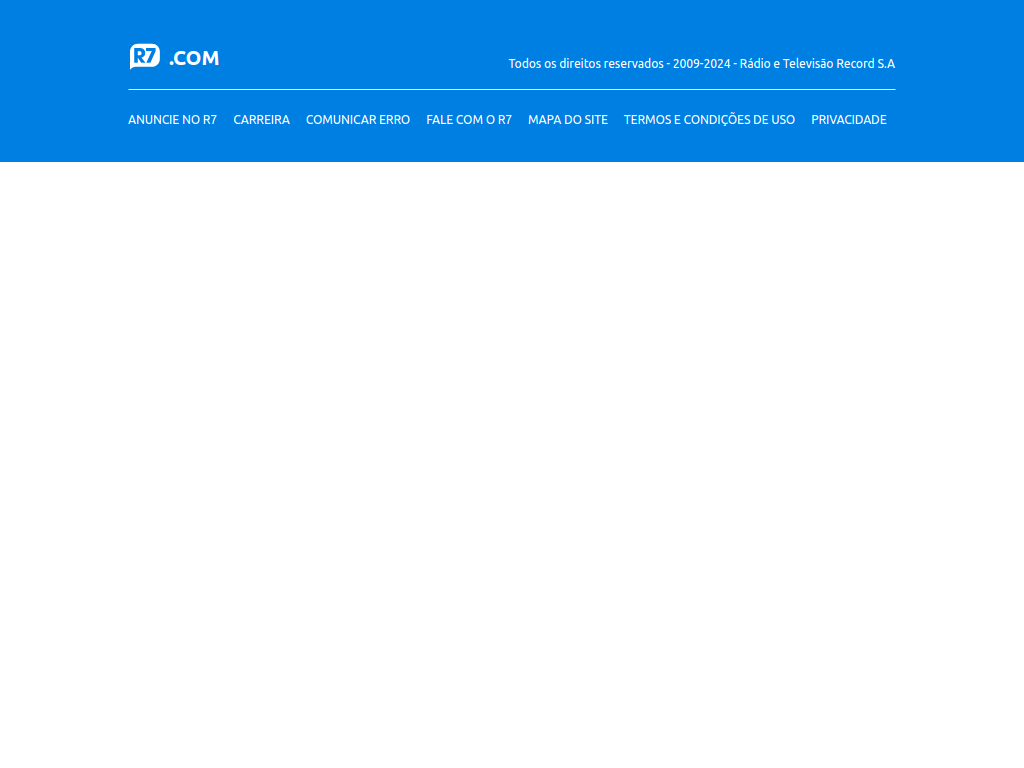 R7 .COM
Todos os direitos reservados - 2009-2024 - Rádio e Televisão Record S.A
ANUNCIE NO R7 CARREIRA COMUNICAR ERRO FALE COM O R7 MAPA DO SITE TERMOS E CONDIÇÕES DE USO PRIVACIDADE